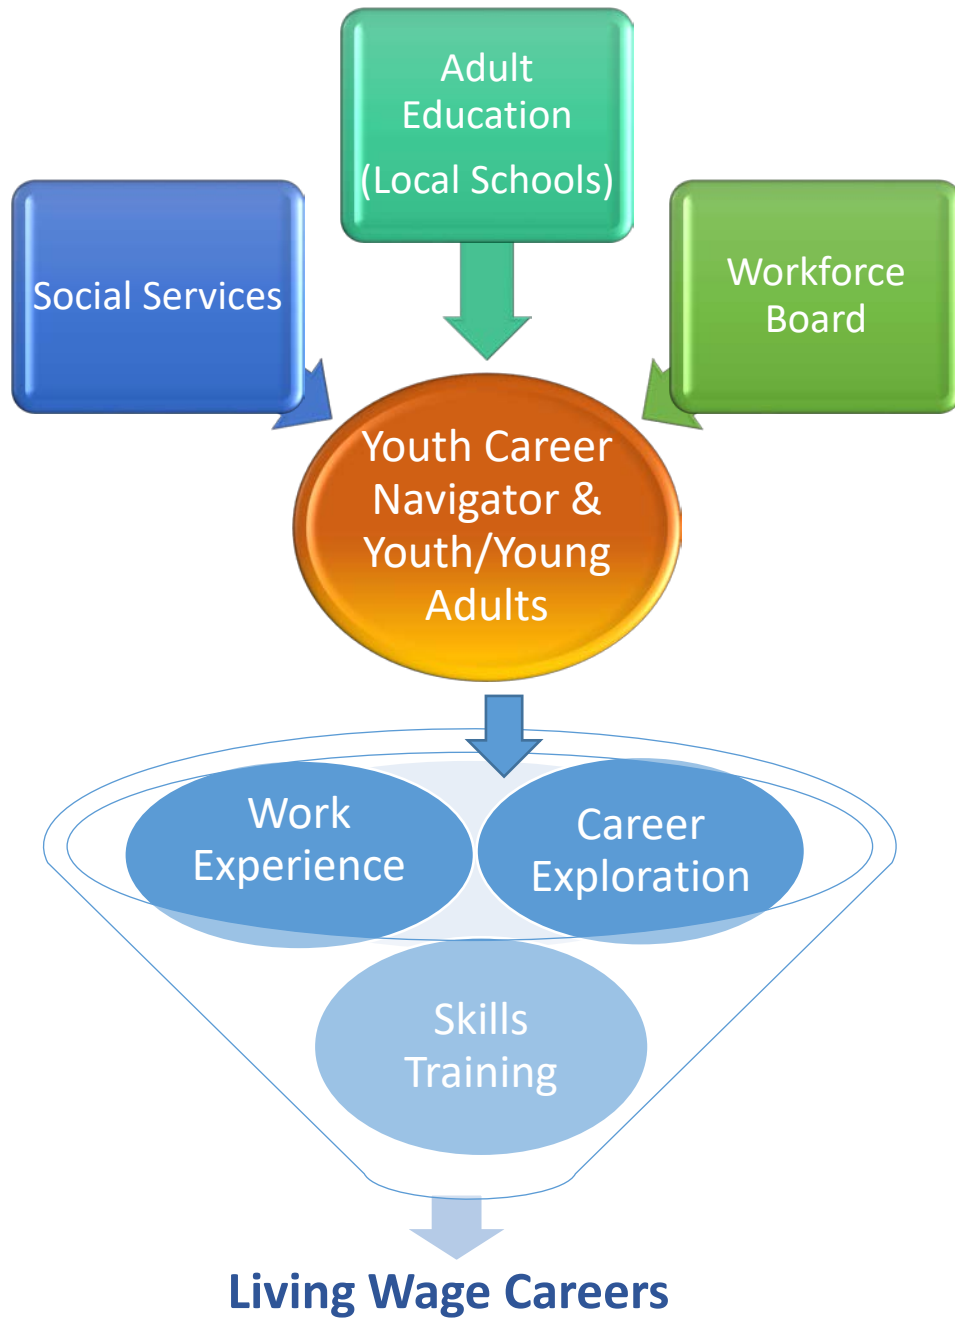 Adult
Education
(Local Schools)
Social Services
Workforce
Board
Youth Career
Navigator &
Youth/Young
Adults
Work
Experience
Career
Exploration
Skills
Training
Living Wage Careers